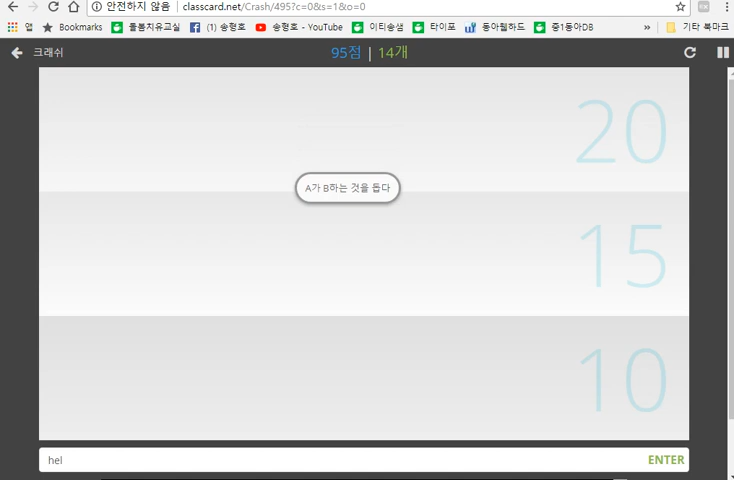 안전하지 않음 | classcard.net/Crash/495?c=0&s=1&o=0
앱 Bookmarks 돌봄치유교실 (1) 송형호 송형호 - YouTube 이티송샘 타이포 동아웹하드 중1동아DB » 기타 북마크
크래쉬 95점 | 14개
20
A가 B하는 것을 돕다
15
10
hel ENTER